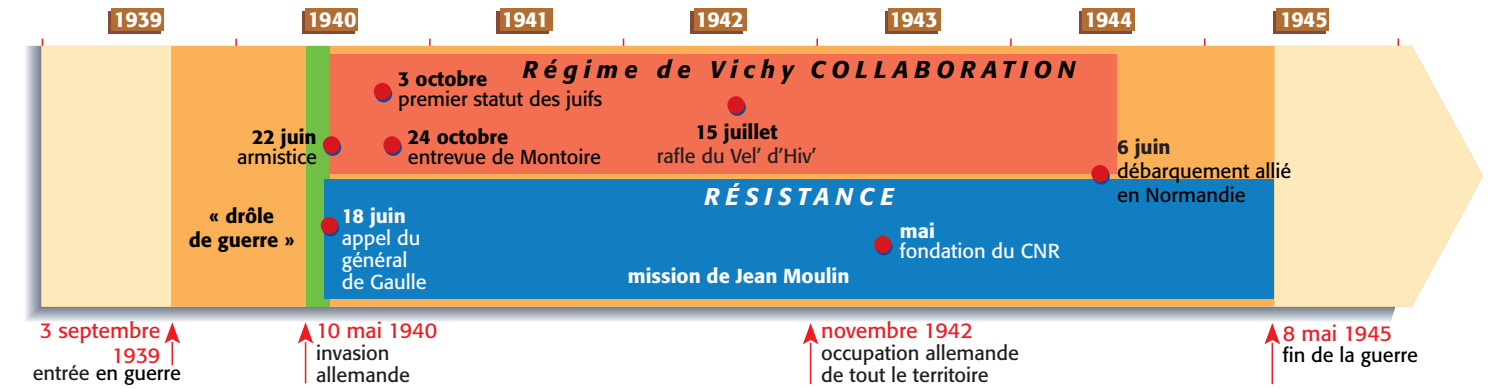 1939 1940 1941 1942 1943 1944 1945
Régime de Vichy COLLABORATION
3 octobre
premier statut des juifs
22 juin
armistice
24 octobre
entrevue de Montoire
15 juillet
rafle du Vel’ d’Hiv’
6 juin
débarquement allié
en Normandie
RÉSISTANCE
« drôle
de guerre »
18 juin
appel du
général
de Gaulle
mai
fondation du CNR
mission de Jean Moulin
3 septembre
1939
entrée en guerre
10 mai 1940
invasion
allemande
novembre 1942
occupation allemande
de tout le territoire
8 mai 1945
fin de la guerre